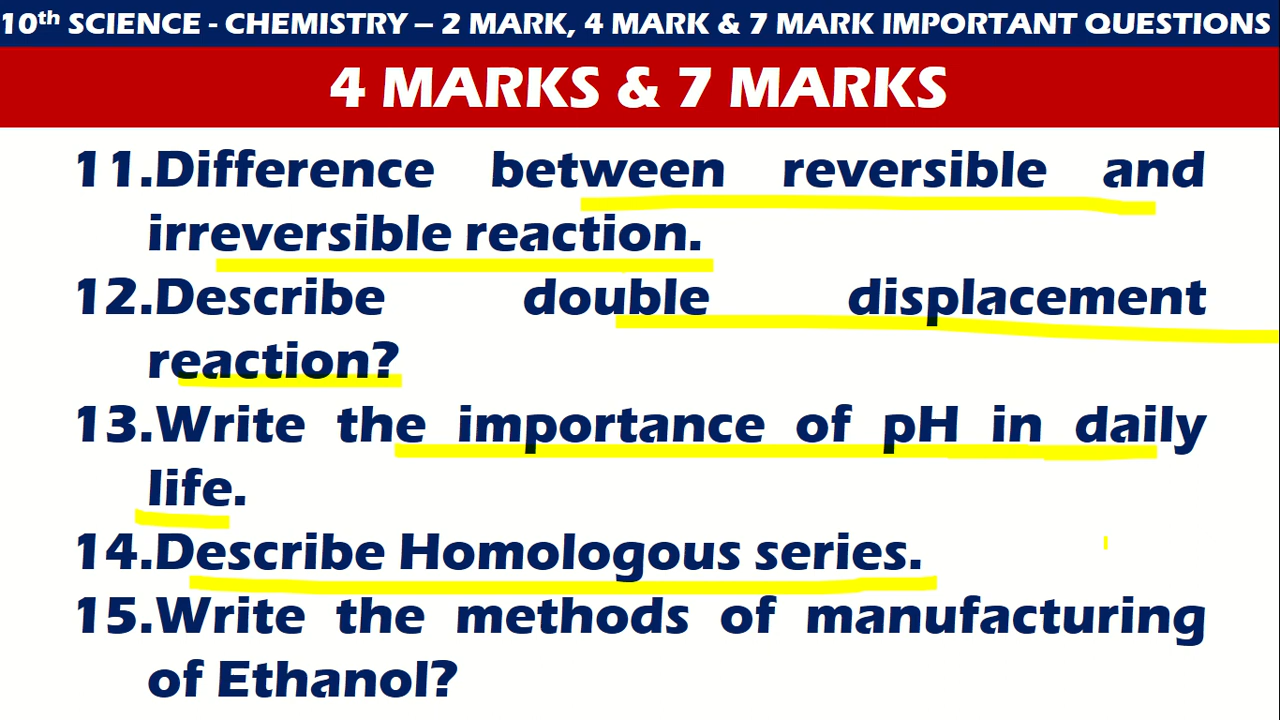 10th SCIENCE - CHEMISTRY – 2 MARK, 4 MARK & 7 MARK IMPORTANT QUESTIONS
4 MARKS & 7 MARKS
11.Difference between reversible and
irreversible reaction.
12.Describe double displacement
reaction?
13.Write the importance of pH in daily
life.
14.Describe Homologous series.
15.Write the methods of manufacturing
of Ethanol?